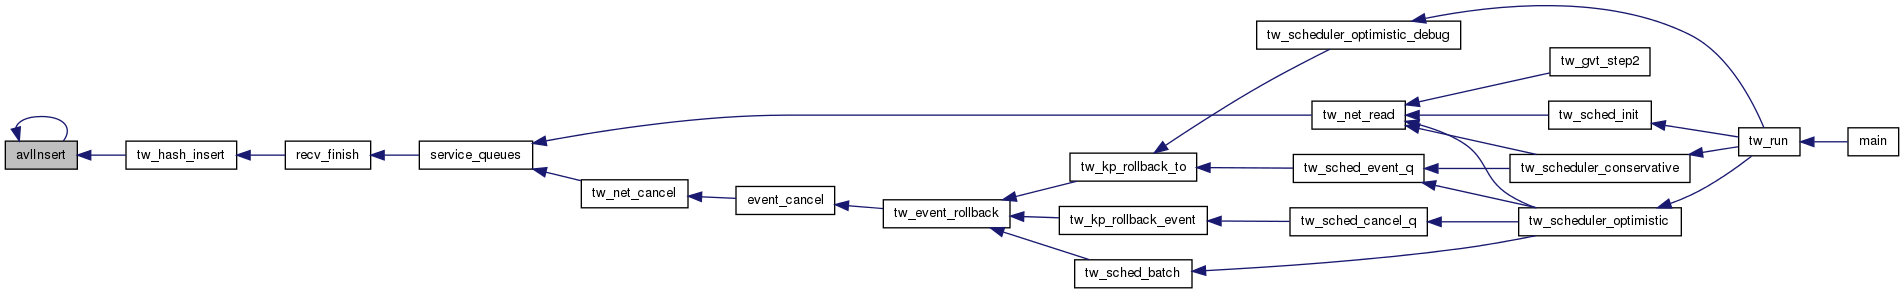 avlInsert
tw_hash_insert
recv_finish
service_queues
tw_net_cancel
event_cancel
tw_event_rollback
tw_kp_rollback_to
tw_kp_rollback_event
tw_sched_batch
tw_scheduler_optimistic_debug
tw_net_read
tw_sched_event_q
tw_sched_cancel_q
tw_gvt_step2
tw_sched_init
tw_scheduler_conservative
tw_scheduler_optimistic
tw_run
main